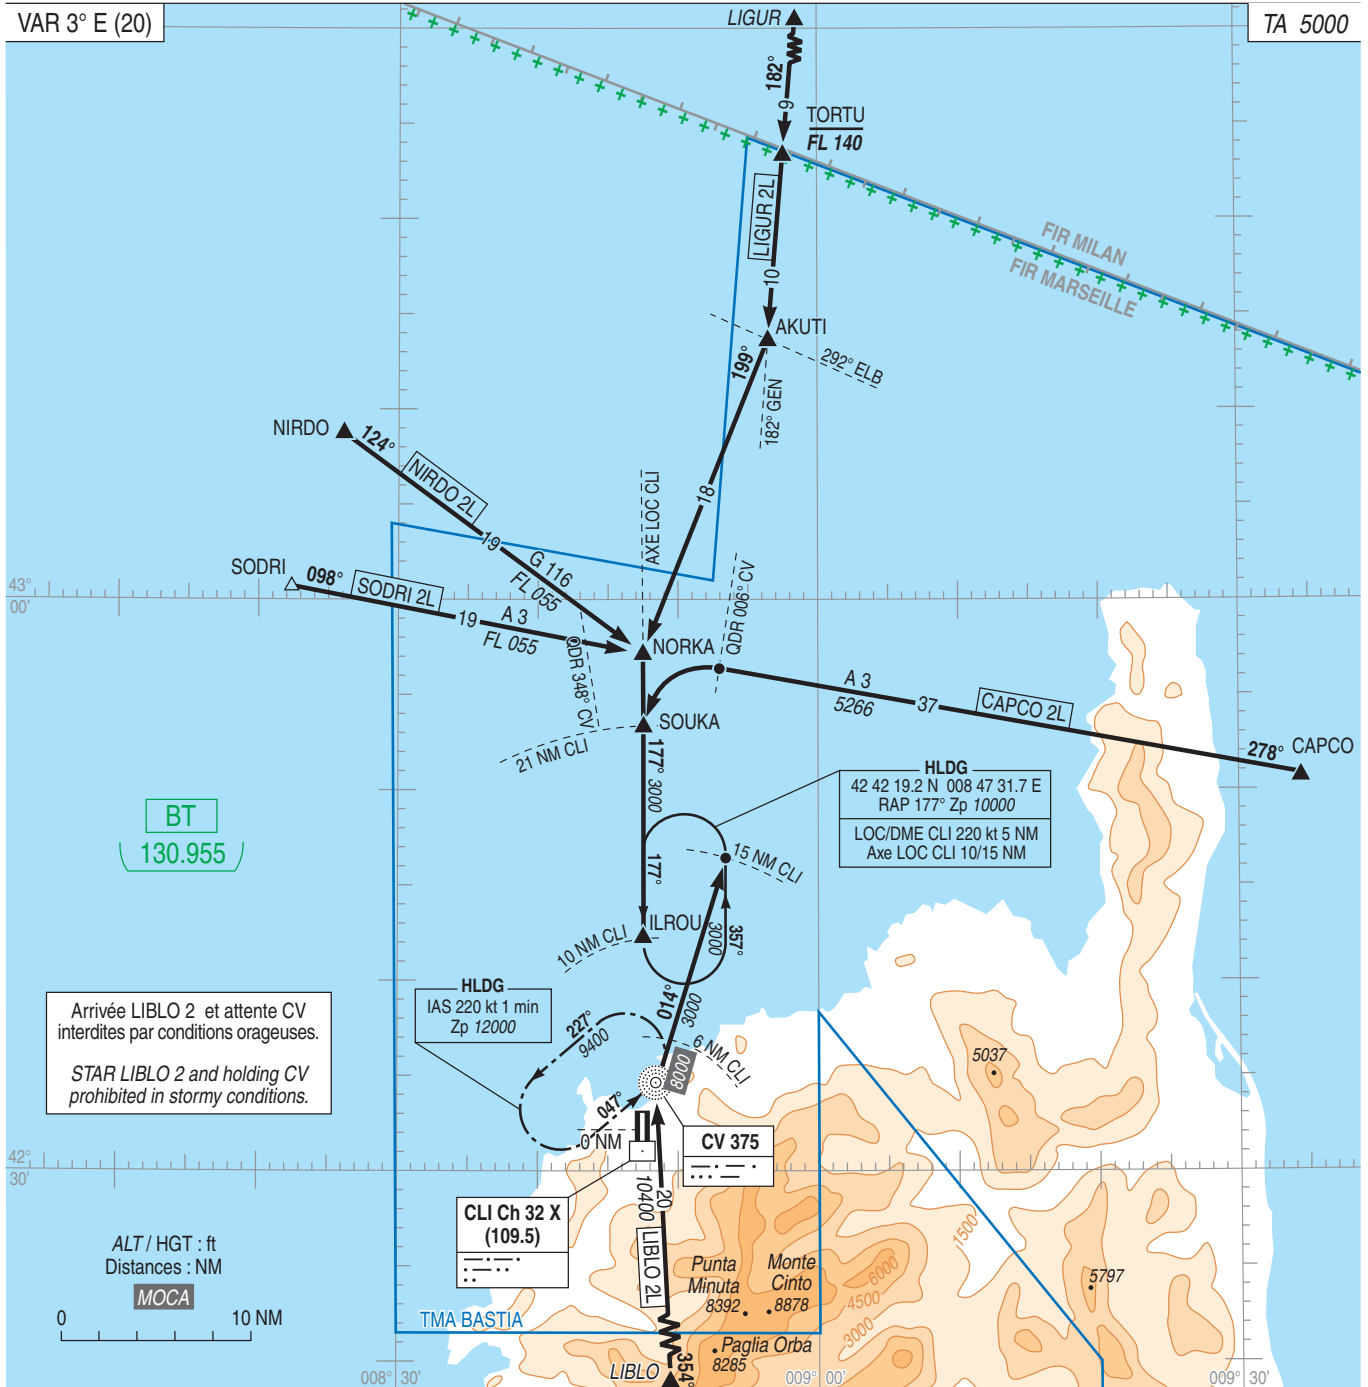 VAR 3° E (20)
LIGUR
TA 5000
182°
9
TORTU
FL 140
LIGUR 2L
10
FIR MILAN
FIR MARSEILLE
AKUTI
199°
292° ELB
182° GEN
NIRDO
124°
NIRDO 2L
19
G 116
FL 055
18
AXE LOC CLI
SODRI
098°
SODRI 2L
19
A 3
FL 055
43°
00'
QDR 006° CV
QDR 348° CV
NORKA
SOUKA
21 NM CLI
A 3
5266
37
CAPCO 2L
278°
CAPCO
177°
3000
HLDG
42 42 19.2 N 008 47 31.7 E
RAP 177° Zp 10000
LOC/DME CLI 220 kt 5 NM
Axe LOC CLI 10/15 NM
BT
130.955
177°
15 NM CLI
ILROU
10 NM CLI
357°
3000
014°
3000
HLDG
IAS 220 kt 1 min
Zp 12000
227°
9400
6 NM CLI
8000
047°
0 NM
Arrivée LIBLO 2 et attente CV
interdites par conditions orageuses.
STAR LIBLO 2 and holding CV
prohibited in stormy conditions.
5037
CV 375
42°
30'
CLI Ch 32 X
(109.5)
20
10400
LIBLO 2L
1500
ALT / HGT : ft
Distances : NM
MOCA
0
10 NM
Punta
Minuta
8392
Monte
Cinto
8878
6000
4500
3000
5797
TMA BASTIA
Paglia Orba
8285
LIBLO
354°
008° 30'
009° 00'
009° 30'